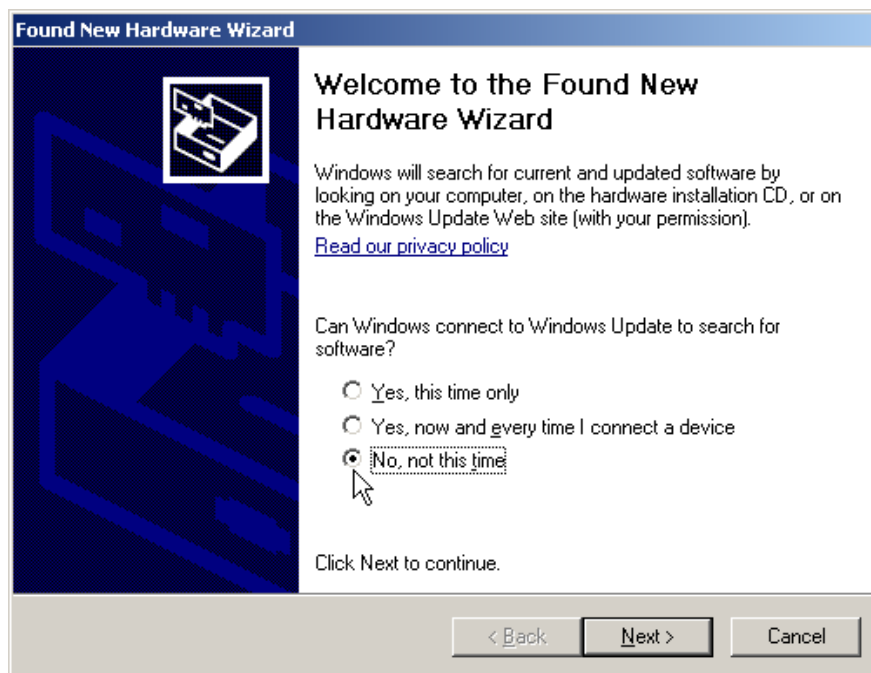 Found New Hardware Wizard
Welcome to the Found New
Hardware Wizard
Windows will search for current and updated software by
looking on your computer, on the hardware installation CD, or on
the Windows Update Web site (with your permission).
Read our privacy policy
Can Windows connect to Windows Update to search for
software?
Yes, this time only
Yes, now and every time I connect a device
No, not this time
Click Next to continue.
< Back
Next >
Cancel